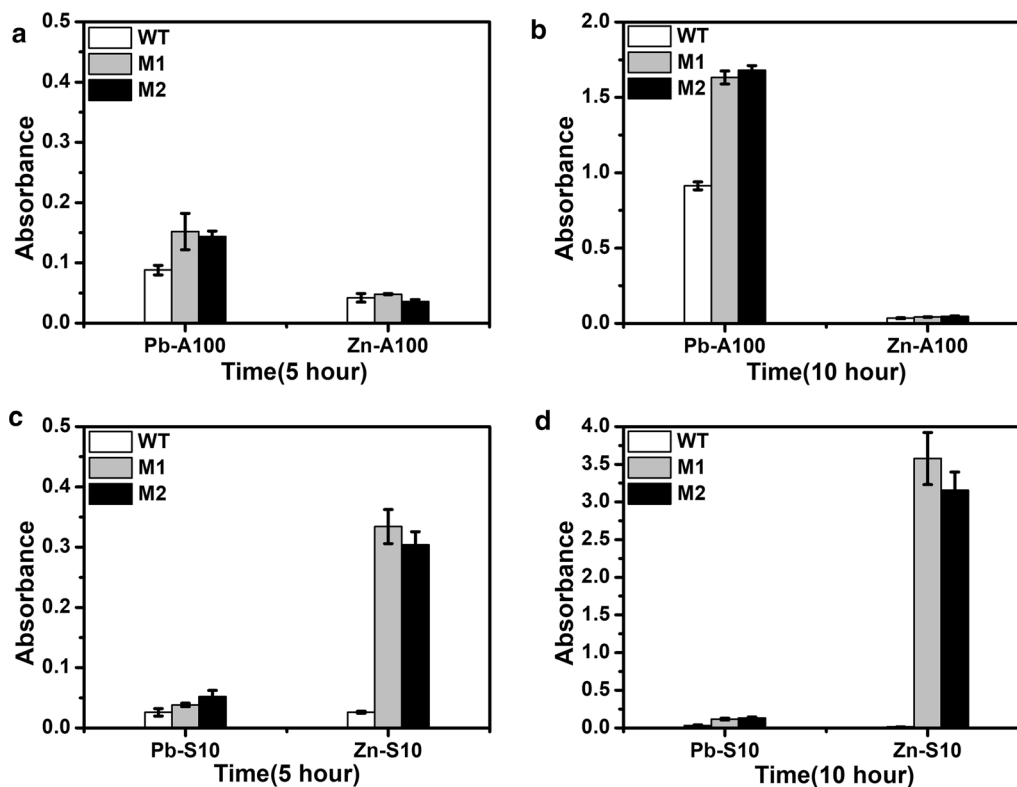 a
WT
M1
M2
0.5
0.4
0.3
0.2
0.1
0.0
Absorbance
Pb-A100 Zn-A100
Time(5 hour)
b
WT
M1
M2
2.0
1.5
1.0
0.5
0.0
Absorbance
Pb-A100 Zn-A100
Time(10 hour)
c
WT
M1
M2
0.5
0.4
0.3
0.2
0.1
0.0
Absorbance
Pb-S10 Zn-S10
Time(5 hour)
d
WT
M1
M2
4.0
3.5
3.0
2.5
2.0
1.5
1.0
0.5
0.0
Absorbance
Pb-S10 Zn-S10
Time(10 hour)